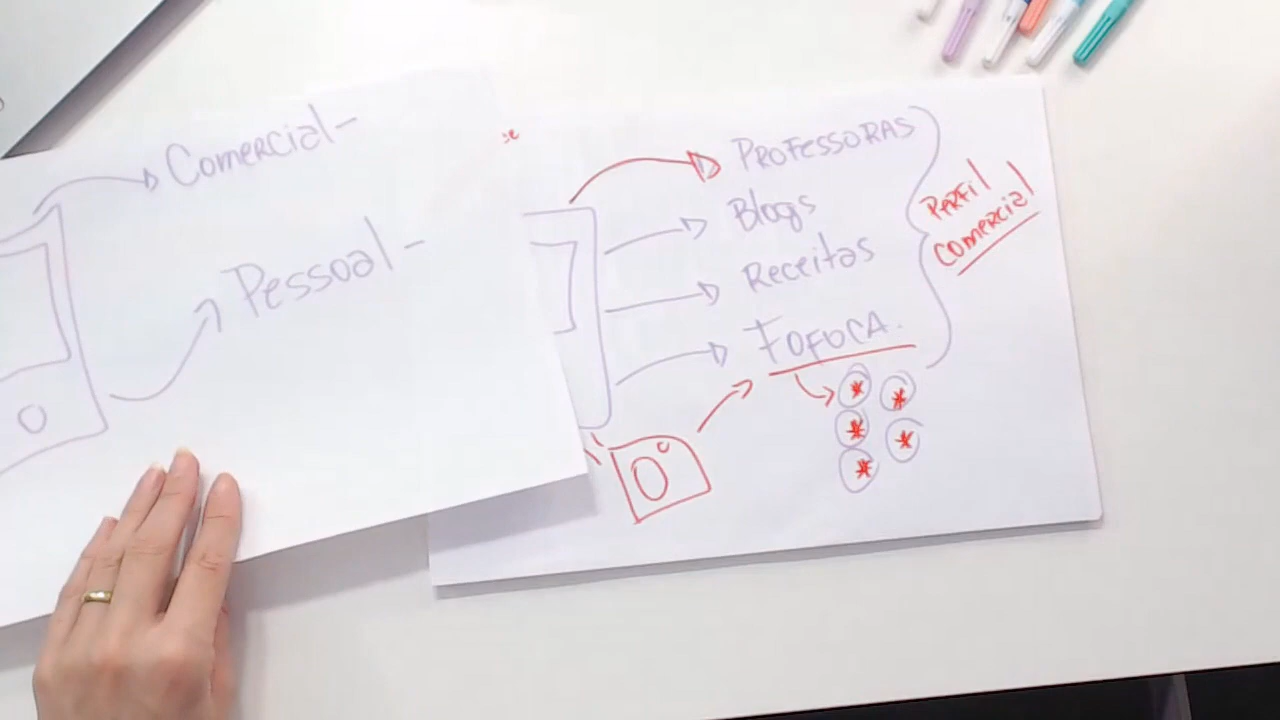 Comercial-
Pessoal-
PROFESSORAS
Blogs
Receitas
FOFOCA.
PERFil
comercial